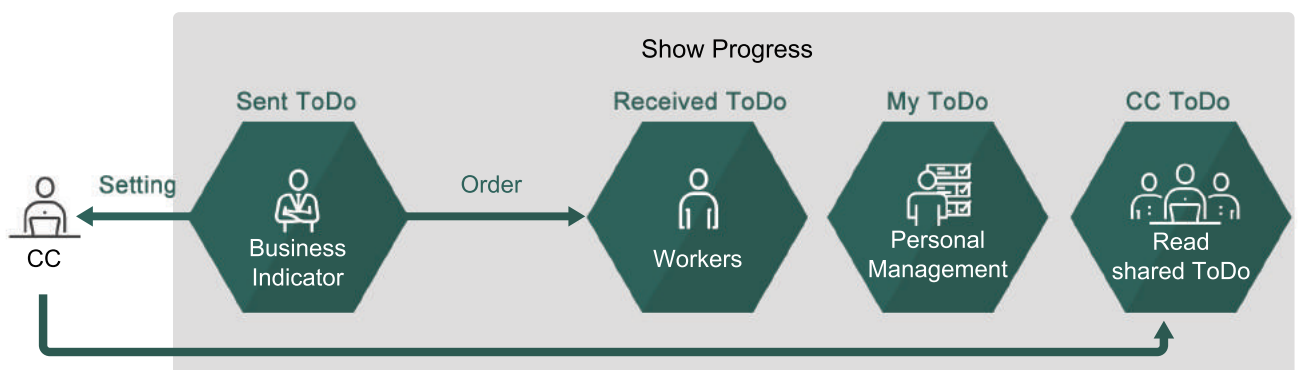 Show Progress
Sent ToDo
Received ToDo
My ToDo
CC ToDo
Setting
Order
CC
Business
Indicator
Workers
Personal
Management
Read
shared ToDo